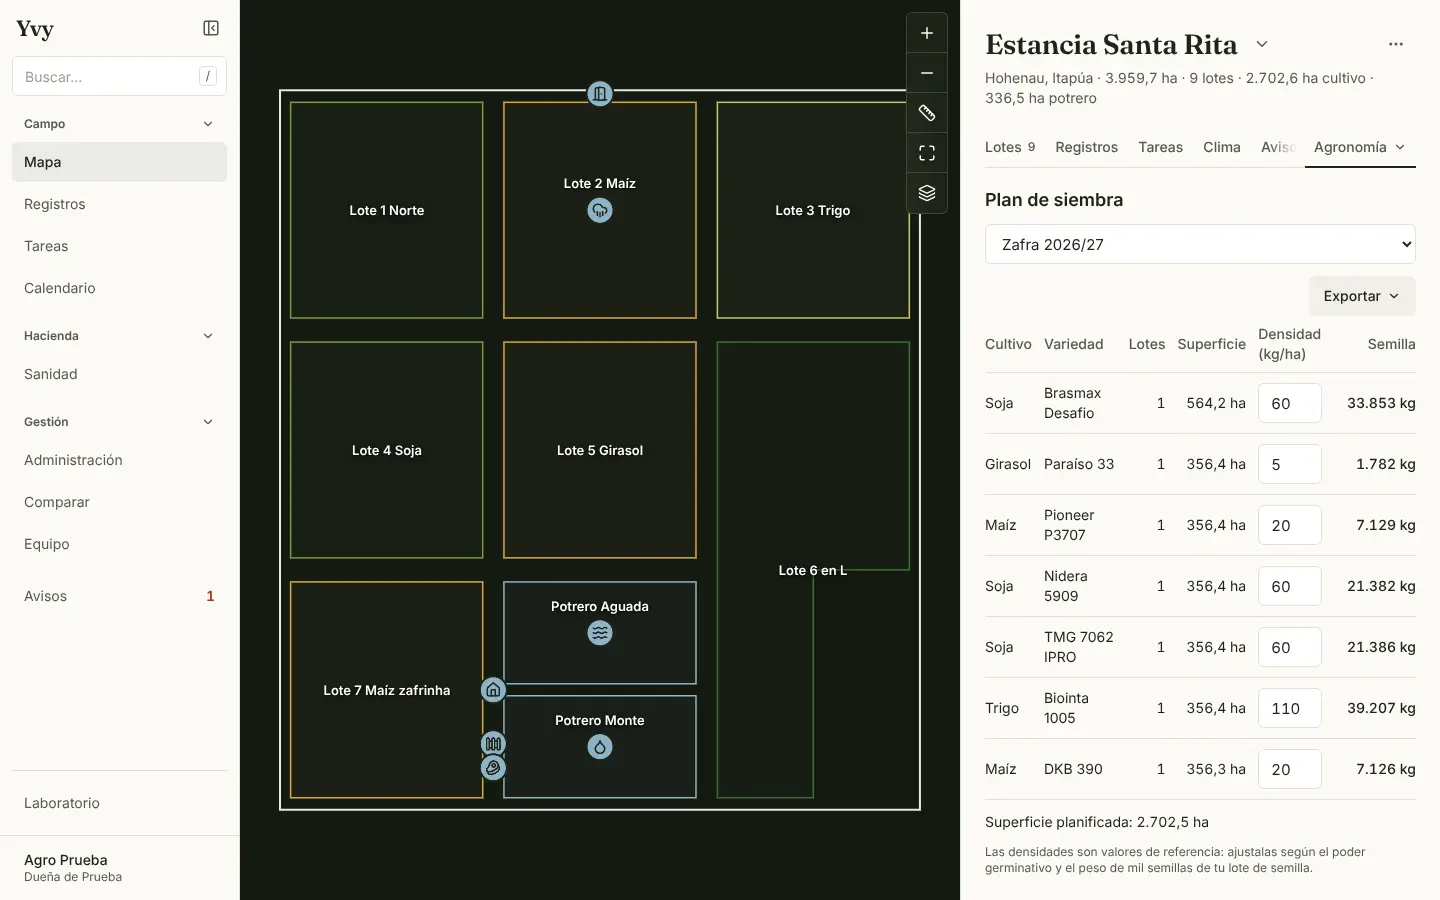 Yvy
Buscar...
/
Campo
Mapa
Registros
Tareas
Calendario
Hacienda
Sanidad
Gestión
Administración
Comparar
Equipo
Avisos 1
Laboratorio
Agro Prueba
Dueña de Prueba
Lote 1 Norte
Lote 2 Maíz
Lote 3 Trigo
Lote 4 Soja
Lote 5 Girasol
Lote 6 en L
Lote 7 Maíz zafrinha
Potrero Aguada
Potrero Monte
Estancia Santa Rita
Hohenau, Itapúa · 3.959,7 ha · 9 lotes · 2.702,6 ha cultivo ·
336,5 ha potrero
Lotes 9 Registros Tareas Clima Aviso Agronomía
Plan de siembra
Zafra 2026/27
Exportar
Cultivo Variedad Lotes Superficie Densidad (kg/ha) Semilla
Soja Brasmax Desafio 1 564,2 ha 60 33.853 kg
Girasol Paraíso 33 1 356,4 ha 5 1.782 kg
Maíz Pioneer P3707 1 356,4 ha 20 7.129 kg
Soja Nidera 5909 1 356,4 ha 60 21.382 kg
Soja TMG 7062 IPRO 1 356,4 ha 60 21.386 kg
Trigo Biointa 1005 1 356,4 ha 110 39.207 kg
Maíz DKB 390 1 356,3 ha 20 7.126 kg
Superficie planificada: 2.702,5 ha
Las densidades son valores de referencia: ajustalas según el poder
germinativo y el peso de mil semillas de tu lote de semilla.